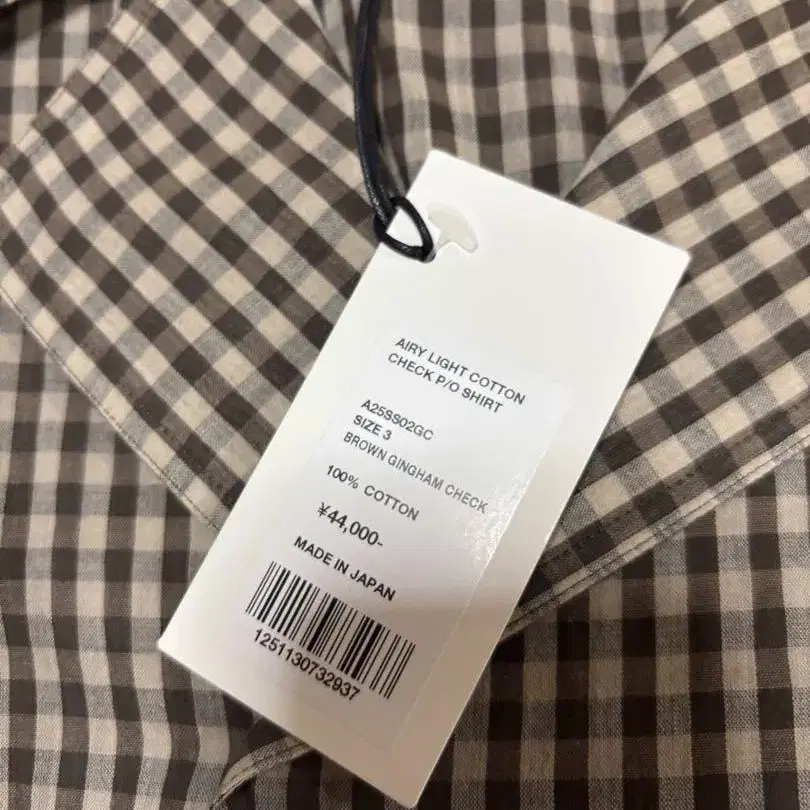 AIRY LIGHT COTTON
CHECK P/O SHIRT
A25SS02GC
SIZE 3
BROWN GINGHAM CHECK
100% COTTON
¥44,000-
MADE IN JAPAN
1251130732937